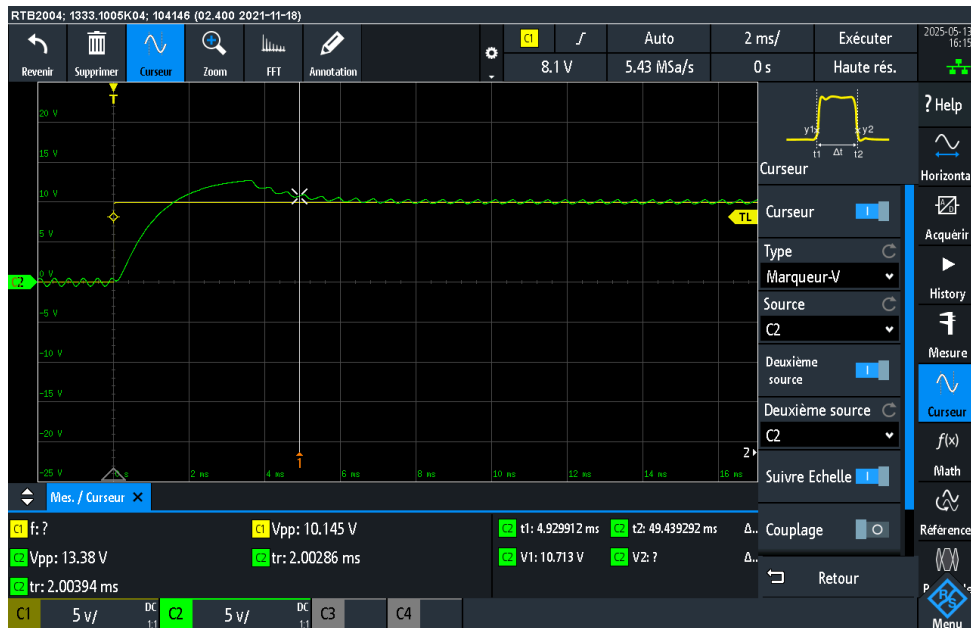 RTB2004; 1333.1005K04; 104146 (02.400 2021-11-18)
Revenir
Supprimer
Curseur
Zoom
FFT
Annotation
C1
Auto
2 ms/
Exécuter
8.1 V
5.43 MSa/s
0 s
Haute rés.
2025-05-13
16:15
T
20 V
15 V
10 V
5 V
0 V
-5 V
-10 V
-15 V
-20 V
-25 V
C2
TL
2 ms
4 ms
6 ms
8 ms
10 ms
12 ms
14 ms
16 ms
1
2
y1
y2
t1
Δt
t2
Curseur
Curseur
Type
Marqueur-V
Source
C2
Deuxième
source
Deuxième source
C2
Suivre Echelle
Couplage
Retour
? Help
Horizonta
Acquérir
History
Mesure
Curseur
f(x)
Math
Référence
R&S
Menu
Mes. / Curseur
C1 f: ?
C1 Vpp: 10.145 V
C2 Vpp: 13.38 V
C2 tr: 2.00286 ms
C2 tr: 2.00394 ms
C2 t1: 4.929912 ms
C2 t2: 49.439292 ms
Δ..
C2 V1: 10.713 V
C2 V2: ?
Δ..
C1
5 V/
DC
1:1
C2
5 V/
DC
1:1
C3
C4